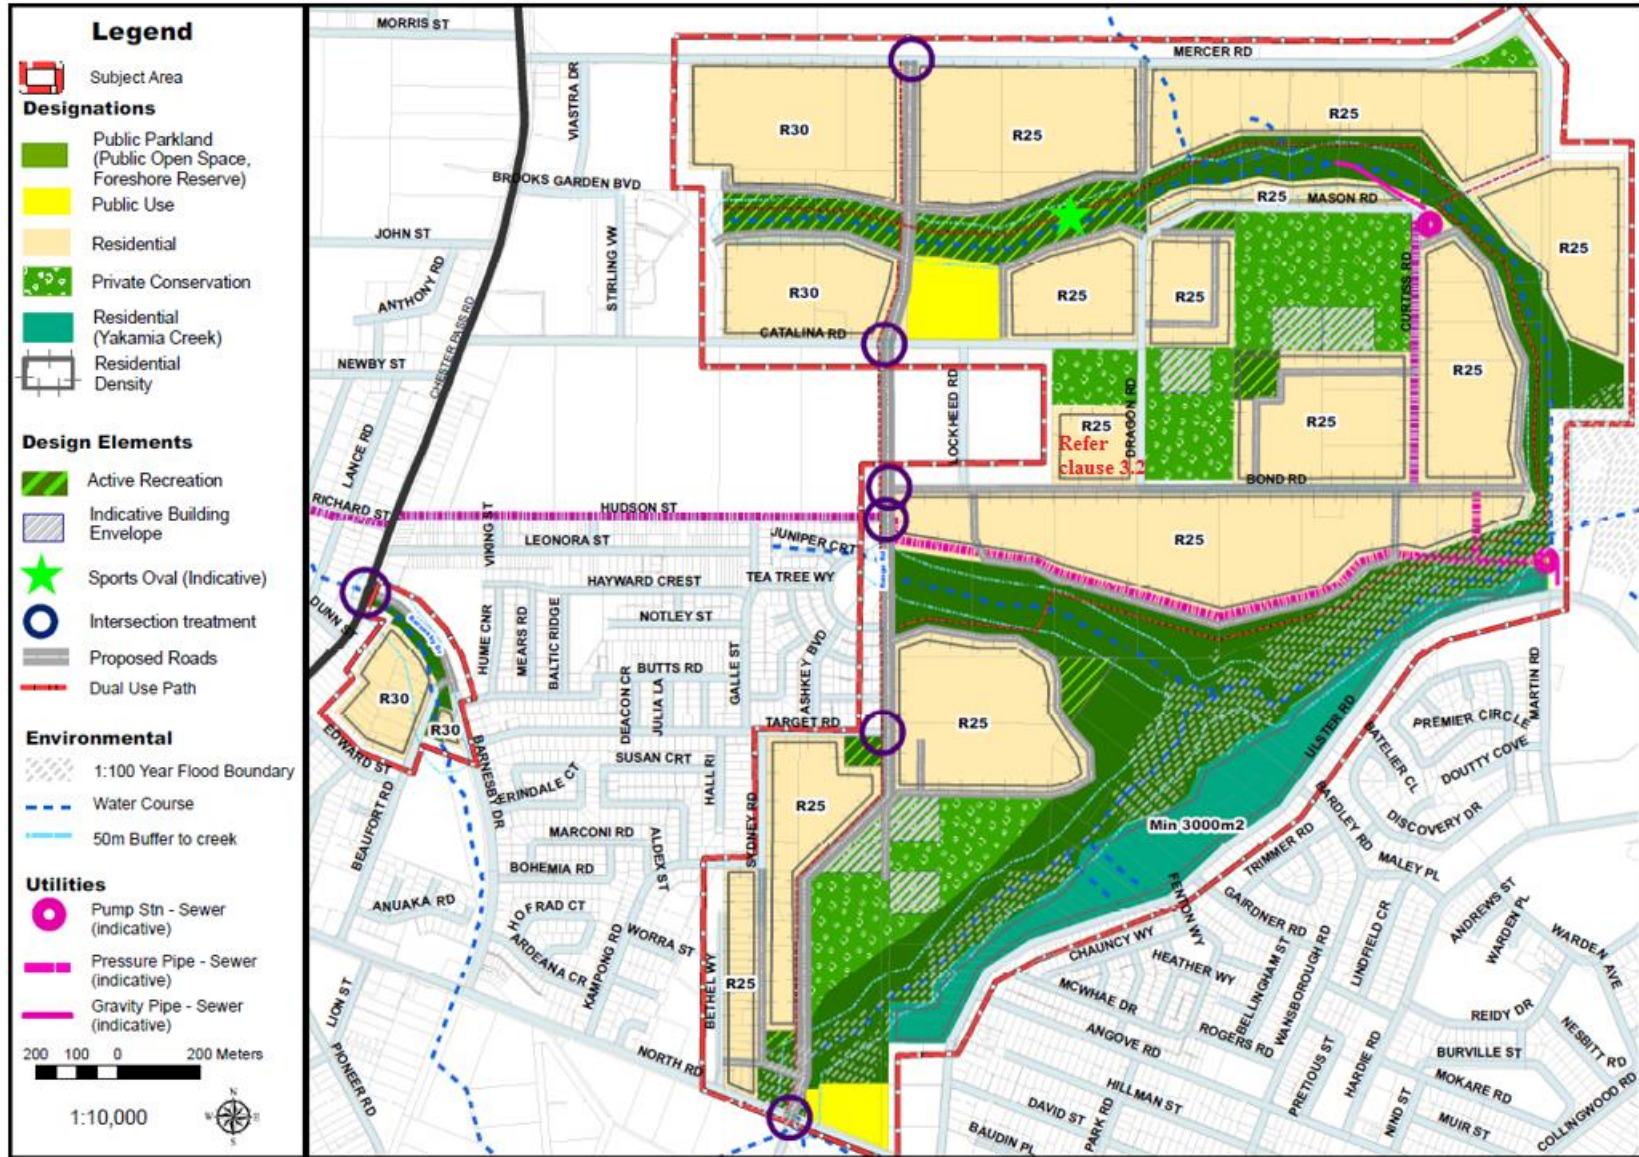 Legend
Subject Area
Designations
Public Parkland
(Public Open Space,
Foreshore Reserve)
Public Use
Residential
Private Conservation
Residential
(Yakamia Creek)
Residential
Density
Design Elements
Active Recreation
Indicative Building
Envelope
Sports Oval (Indicative)
Intersection treatment
Proposed Roads
Dual Use Path
Environmental
1:100 Year Flood Boundary
Water Course
50m Buffer to creek
Utilities
Pump Stn - Sewer
(indicative)
Pressure Pipe - Sewer
(indicative)
Gravity Pipe - Sewer
(indicative)
200 100 0 200 Meters
1:10,000
N
W E
S
MORRIS ST
MERCER RD
VIASTRA DR
R30
R25
R25
BROOKS GARDEN BVD
R25
MASON RD
JOHN ST
STIRLING VW
ANTHONY RD
R25
R30
R25
R25
CURTISS RD
CHESTER PASS RD
CATALINA RD
NEWBY ST
LOCKHEED RD
DRAGON RD
R25
LANCE RD
R25
Refer
clause 3.2
R25
BOND RD
RICHARD ST
HUDSON ST
VIKING ST
LEONORA ST
JUNIPER CRT
R25
HAYWARD CREST
TEA TREE WY
Range Rd
DUNN ST
NOTLEY ST
HUME CNR
MEARS RD
BALTIC RIDGE
BUTTS RD
GALLE ST
ASHKEY BVD
DEACON CR
JULIA LA
R30
R30
TARGET RD
R25
MARTIN RD
PREMIER CIRCLE
ULSTER RD
BATELIER CL
DOUTTY COVE
EDWARD ST
BARNESBY DR
SUSAN CRT
HALL RI
ERINDALE CT
BEAUFORT RD
SYDNEY RD
R25
BARDLEY RD
DISCOVERY DR
MARCONI RD
ALDEX ST
Min 3000m2
TRIMMER RD
MALEY PL
BOHEMIA RD
FENTON WY
ANUAKA RD
HOFRAD CT
GAIRDNER RD
ANDREWS ST
WARDEN PL
WARDEN AVE
ARDEANA CR
KAMPONG RD
WORRA ST
CHAUNCY WY
HEATHER WY
BELLINGHAM ST
WANSBOROUGH RD
LINDFIELD CR
LION ST
BETHEL WY
R25
MCWHAE DR
ANGOVE RD
ROGERS RD
REIDY DR
NESBITT RD
PIONEER RD
NORTH RD
HILLMAN ST
PRETIOUS ST
HARDIE RD
BURVILLE ST
MOKARE RD
NIND ST
MUIR ST
COLLINGWOOD RD
DAVID ST
PARK RD
BAUDIN PL